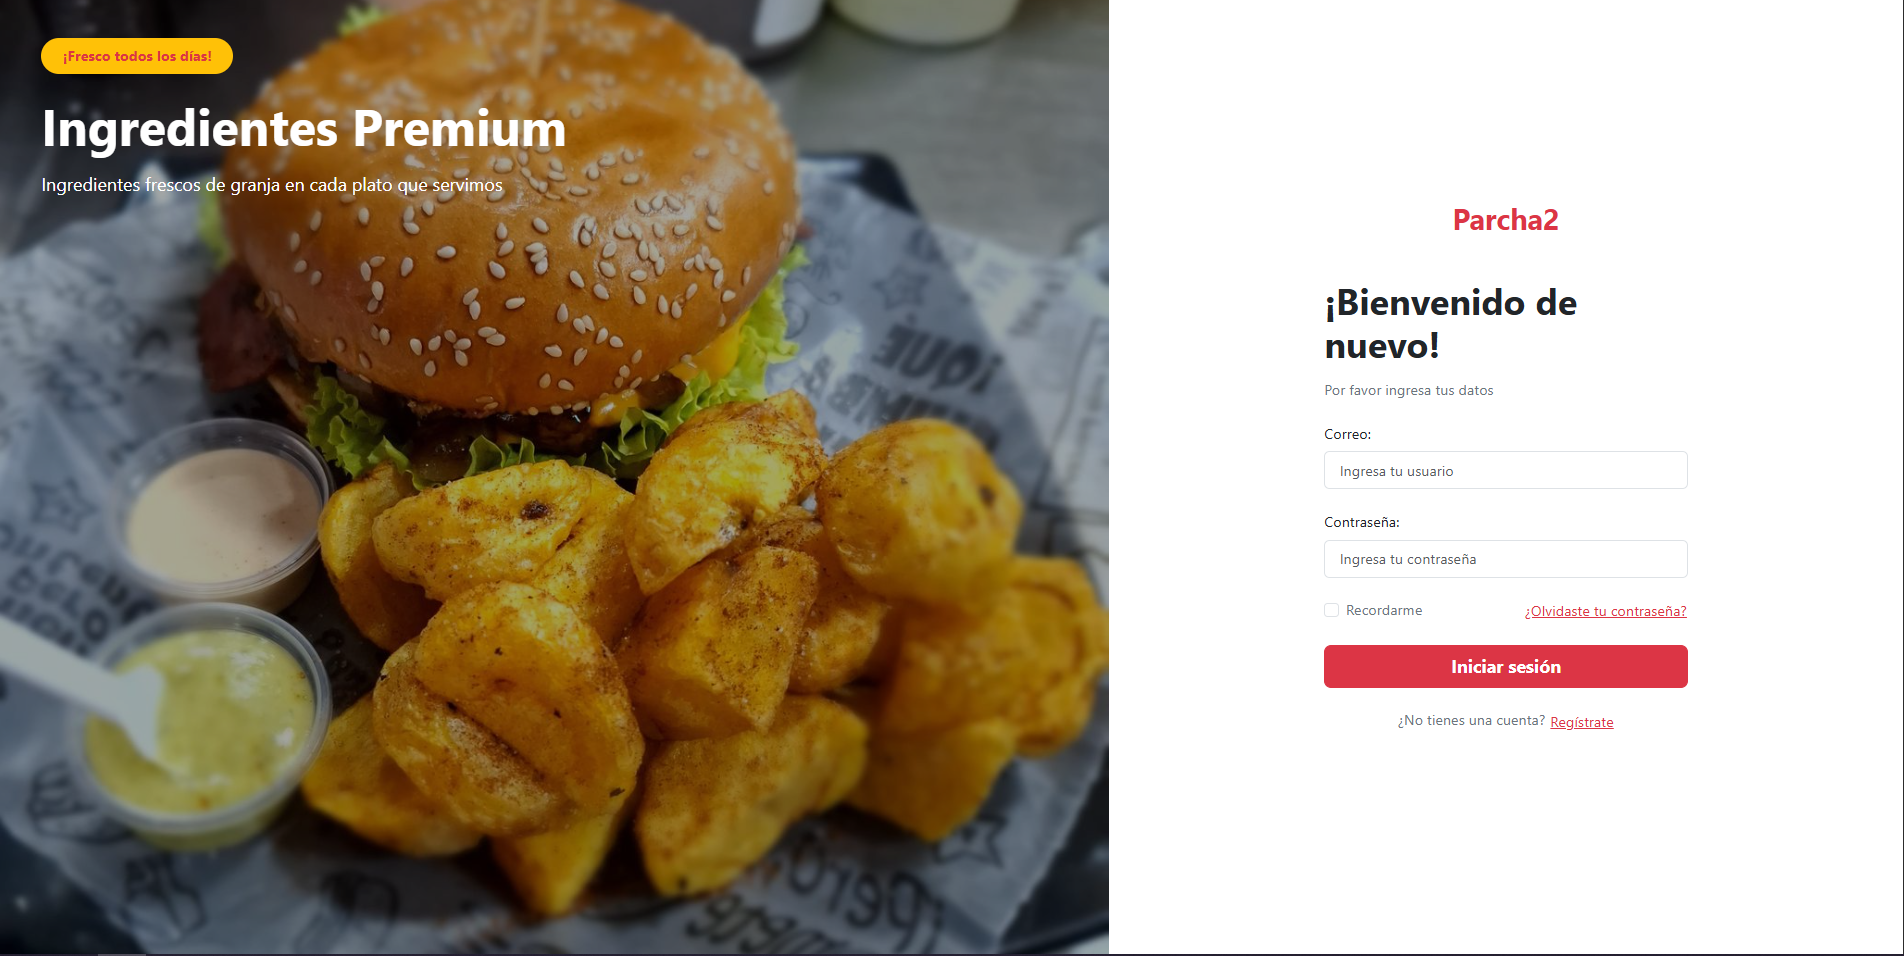 ¡Fresco todos los días!
Ingredientes Premium
Ingredientes frescos de granja en cada plato que servimos
Parcha2
¡Bienvenido de
nuevo!
Por favor ingresa tus datos
Correo:
Ingresa tu usuario
Contraseña:
Ingresa tu contraseña
Recordarme
¿Olvidaste tu contraseña?
Iniciar sesión
¿No tienes una cuenta? Regístrate